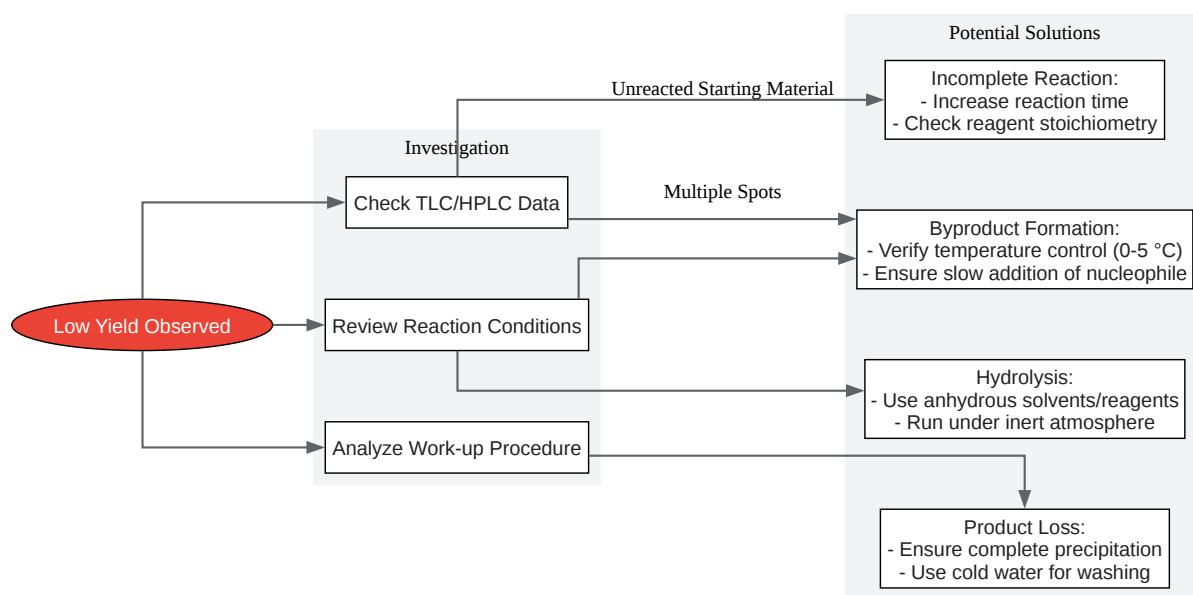 Potential Solutions
Unreacted Starting Material
Incomplete Reaction:
- Increase reaction time
- Check reagent stoichiometry
Investigation
Check TLC/HPLC Data
Multiple Spots
Byproduct Formation:
- Verify temperature control (0-5 °C)
- Ensure slow addition of nucleophile
Low Yield Observed
Review Reaction Conditions
Hydrolysis:
- Use anhydrous solvents/reagents
- Run under inert atmosphere
Analyze Work-up Procedure
Product Loss:
- Ensure complete precipitation
- Use cold water for washing